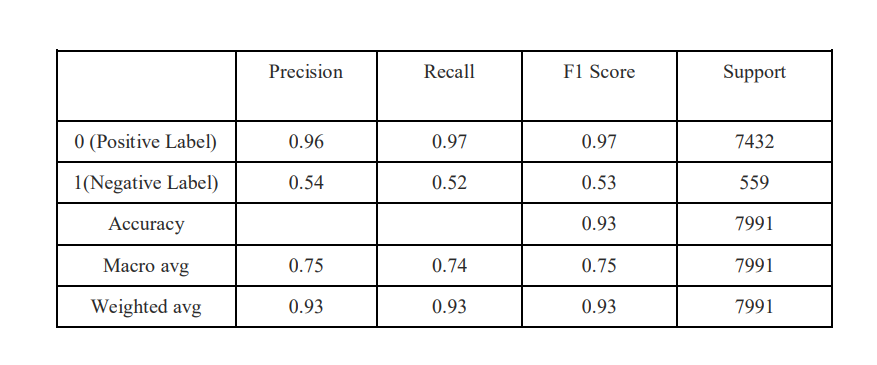 Precision Recall F1 Score Support
0 (Positive Label) 0.96 0.97 0.97 7432
1(Negative Label) 0.54 0.52 0.53 559
Accuracy 0.93 7991
Macro avg 0.75 0.74 0.75 7991
Weighted avg 0.93 0.93 0.93 7991